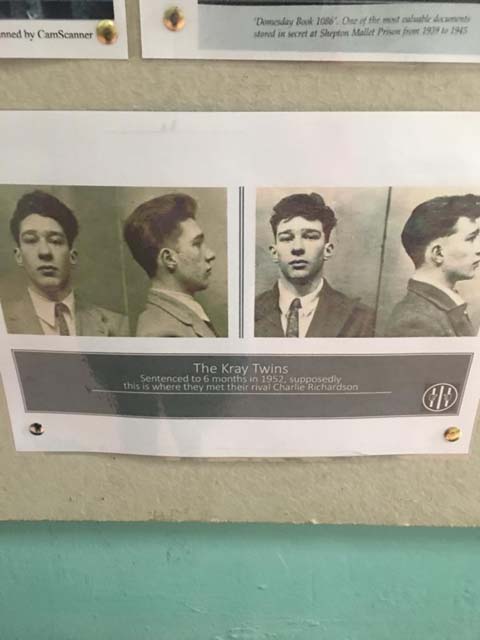 nned by CamScanner
'Domesday Book 1086'. One of the most valuable documents
stored in secret at Shepton Mallet Prison from 1939 to 1945
The Kray Twins
Sentenced to 6 months in 1952, supposedly
this is where they met their rival Charlie Richardson